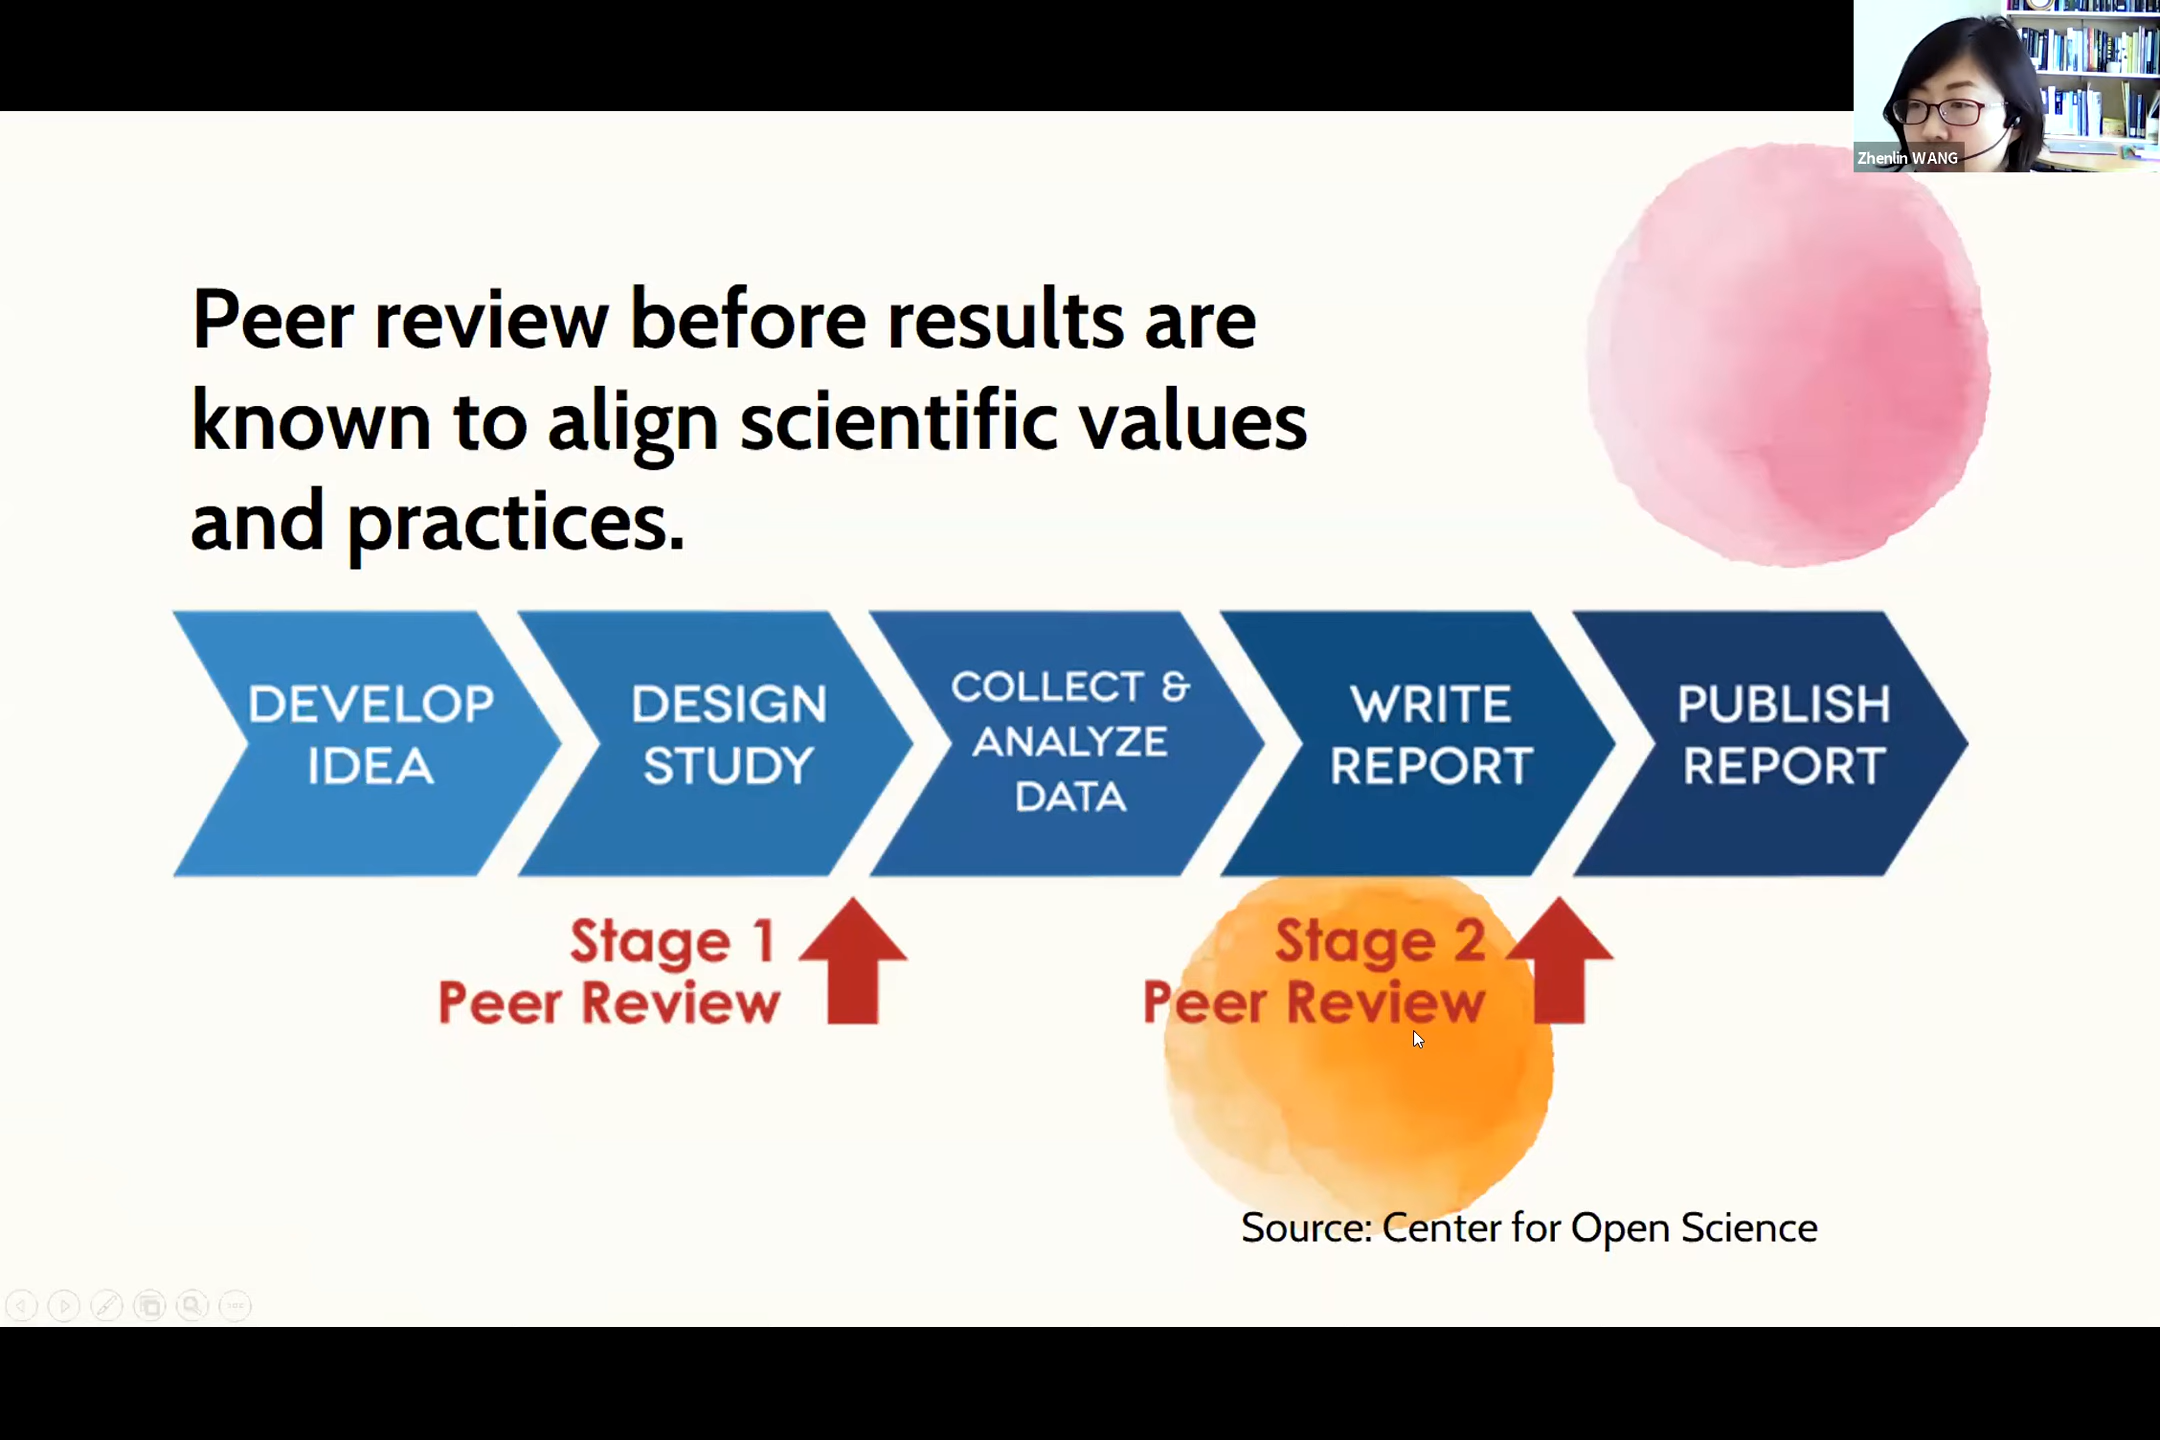 Zhenlin WANG
Peer review before results are
known to align scientific values
and practices.
DEVELOP
IDEA
DESIGN
STUDY
COLLECT &
ANALYZE
DATA
WRITE
REPORT
PUBLISH
REPORT
Stage 1
Peer Review
Stage 2
Peer Review
Source: Center for Open Science